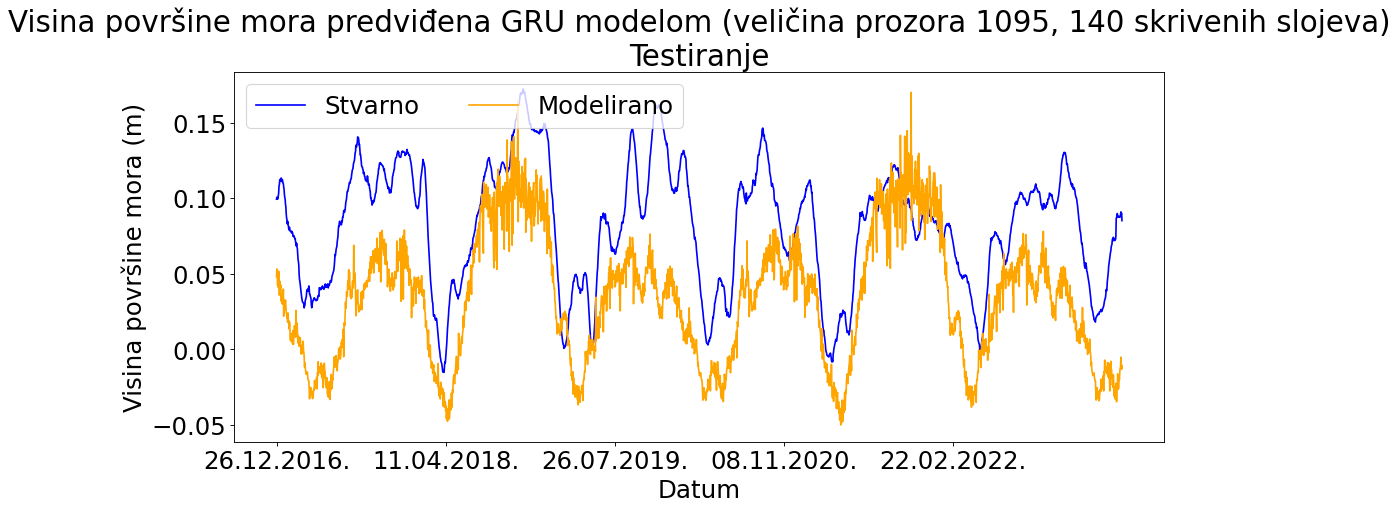 Visina površine mora predviđena GRU modelom (veličina prozora 1095, 140 skrivenih slojeva)
Testiranje
Stvarno Modelirano
Visina površine mora (m)
0.15
0.10
0.05
0.00
−0.05
26.12.2016. 11.04.2018. 26.07.2019. 08.11.2020. 22.02.2022.
Datum